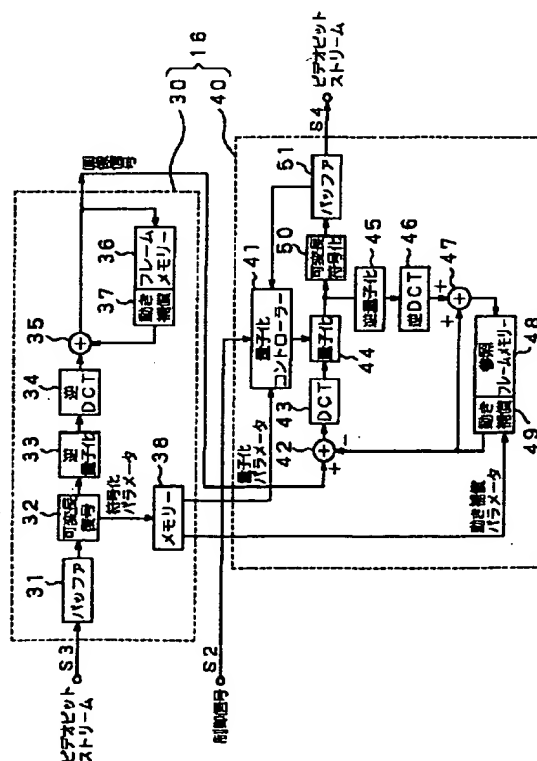 ビデオビット
ストリーム
S3
31
バッファ
32
可変長
復号
33
逆
量子化
34
逆
DCT
35
画像信号
36
フレーム
メモリー
37
動き
補償
30
40
16
符号化
パラメータ
38
メモリー
制御信号
S2
量子化
パラメータ
動き補償
パラメータ
41
量子化
コントローラー
42
+
-
43
DCT
44
量子化
50
可変長
符号化
51
バッファ
S4
ビデオビット
ストリーム
45
逆量子化
46
逆DCT
47
+
+
48
参照
フレームメモリー
49
動き
補償